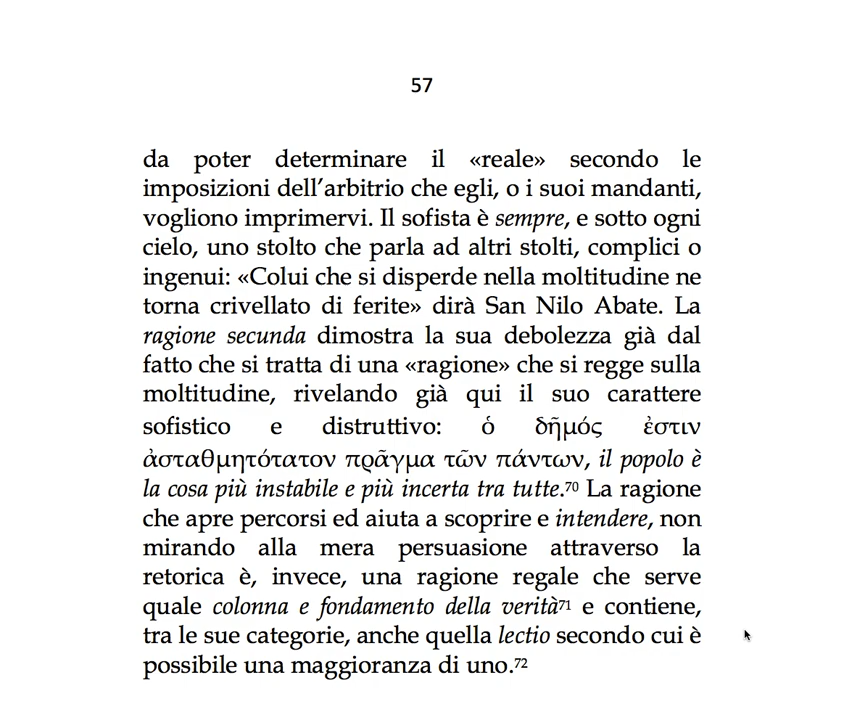 57
da poter determinare il «reale» secondo le
imposizioni dell’arbitrio che egli, o i suoi mandanti,
vogliono imprimervi. Il sofista è sempre, e sotto ogni
cielo, uno stolto che parla ad altri stolti, complici o
ingenui: «Colui che si disperde nella moltitudine ne
torna crivellato di ferite» dirà San Nilo Abate. La
ragione secunda dimostra la sua debolezza già dal
fatto che si tratta di una «ragione» che si regge sulla
moltitudine, rivelando già qui il suo carattere
sofistico e distruttivo: ὁ δῆμός ἐστιν
ἀσταθμητότατον πρᾶγμα τῶν πάντων, il popolo è
la cosa più instabile e più incerta tra tutte.70 La ragione
che apre percorsi ed aiuta a scoprire e intendere, non
mirando alla mera persuasione attraverso la
retorica è, invece, una ragione regale che serve
quale colonna e fondamento della verità71 e contiene,
tra le sue categorie, anche quella lectio secondo cui è
possibile una maggioranza di uno.72